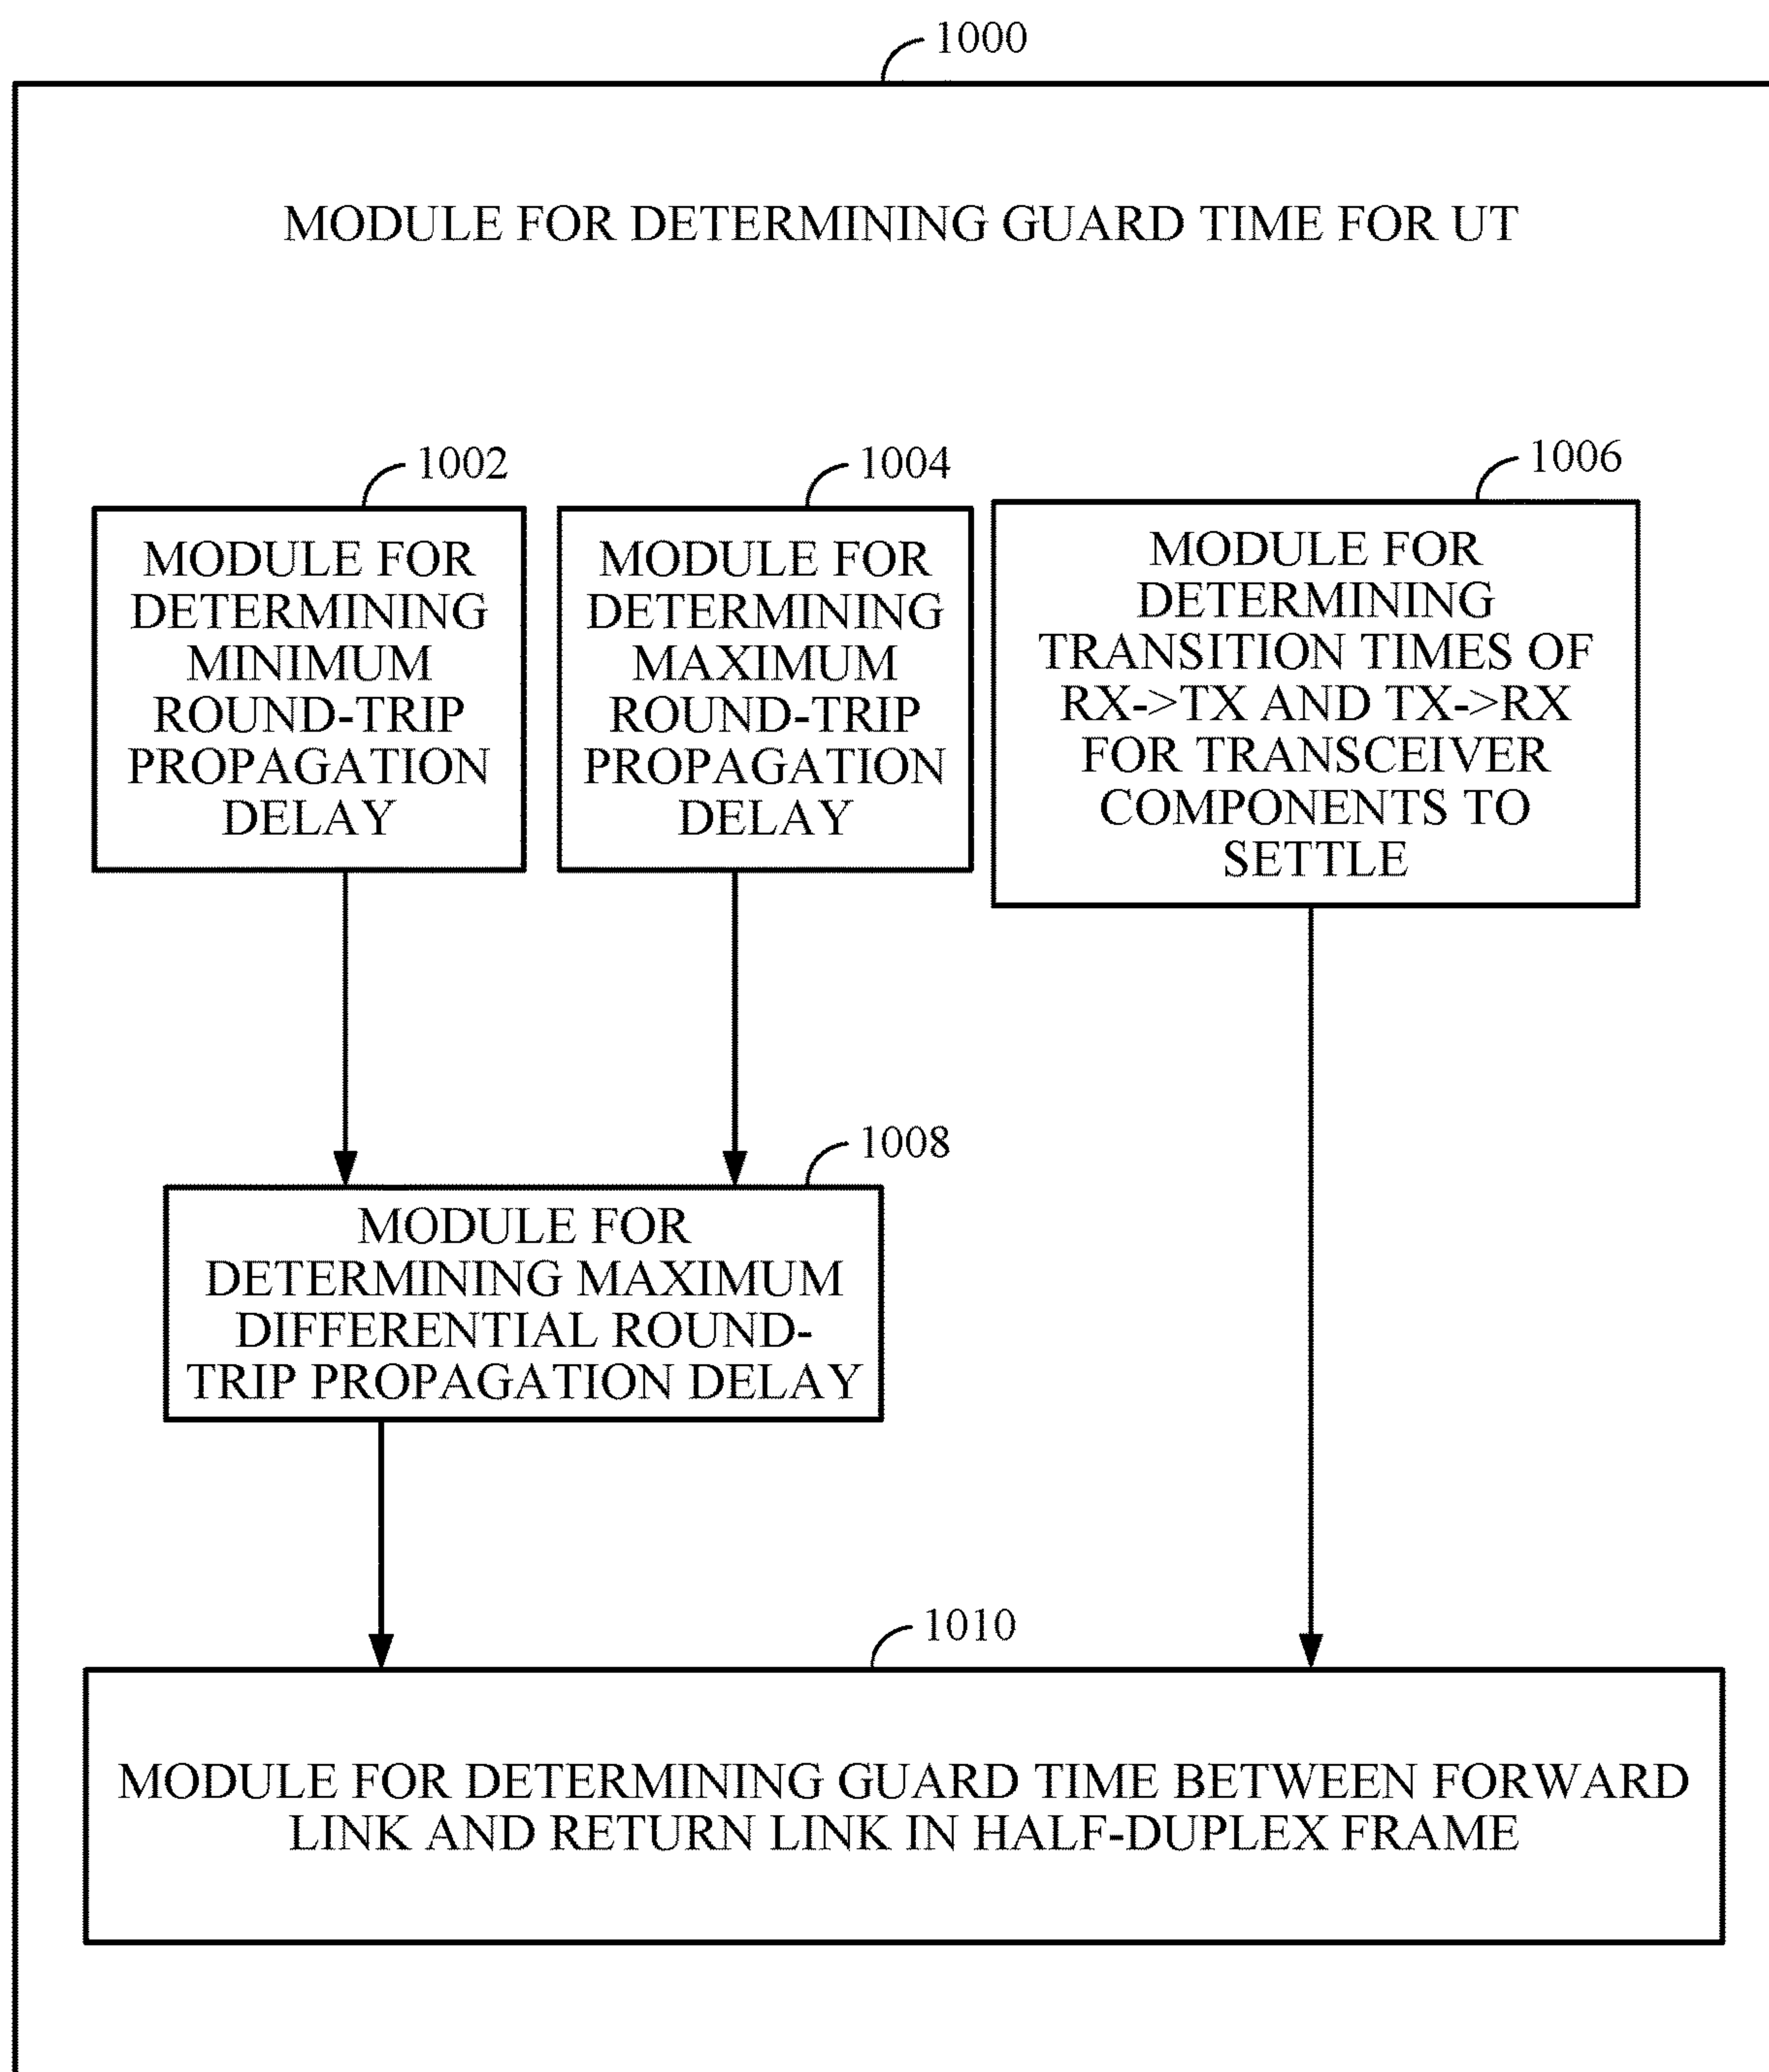 1000
MODULE FOR DETERMINING GUARD TIME FOR UT
1002
MODULE FOR
DETERMINING
MINIMUM
ROUND-TRIP
PROPAGATION
DELAY
1004
MODULE FOR
DETERMINING
MAXIMUM
ROUND-TRIP
PROPAGATION
DELAY
1006
MODULE FOR
DETERMINING
TRANSITION TIMES OF
RX->TX AND TX->RX
FOR TRANSCEIVER
COMPONENTS TO
SETTLE
1008
MODULE FOR
DETERMINING MAXIMUM
DIFFERENTIAL ROUND-
TRIP PROPAGATION DELAY
1010
MODULE FOR DETERMINING GUARD TIME BETWEEN FORWARD
LINK AND RETURN LINK IN HALF-DUPLEX FRAME